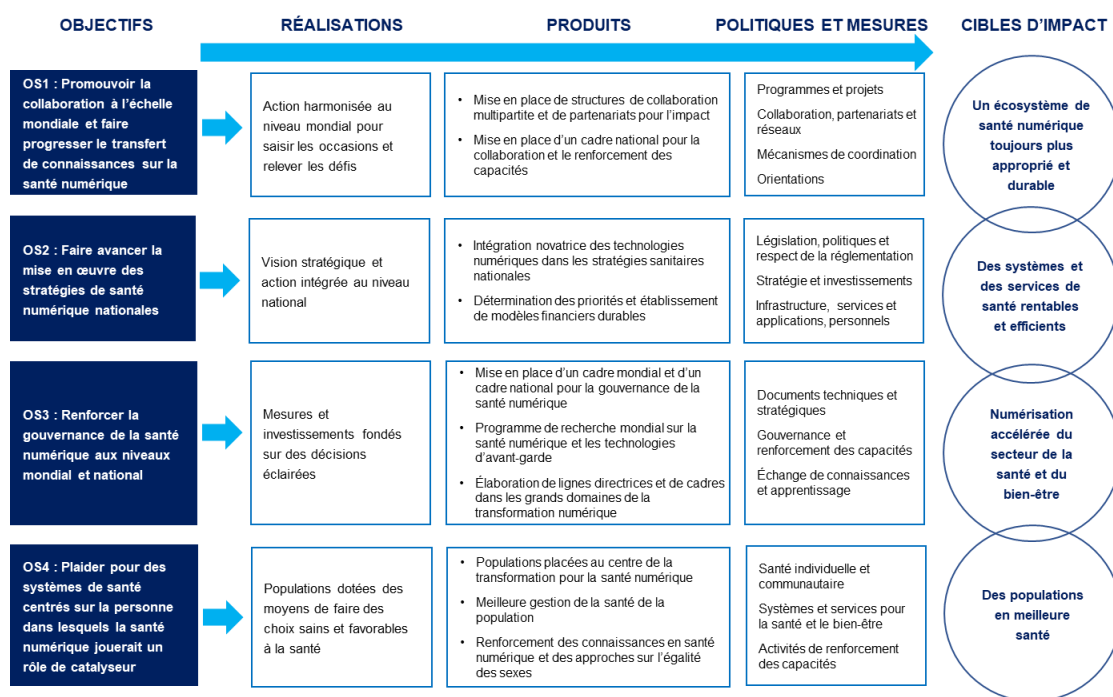 OBJECTIFS
RÉALISATIONS
PRODUITS
POLITIQUES ET MESURES
CIBLES D'IMPACT
OS1 : Promouvoir la
collaboration à l'échelle
mondiale et faire
progresser le transfert
de connaissances sur la
santé numérique
Action harmonisée au
niveau mondial pour
saisir les occasions et
relever les défis
• Mise en place de structures de collaboration
multipartite et de partenariats pour l'impact
• Mise en place d'un cadre national pour la
collaboration et le renforcement des
capacités
Programmes et projets
Collaboration, partenariats et
réseaux
Mécanismes de coordination
Orientations
Un écosystème de
santé numérique
toujours plus
approprié et
durable
OS2 : Faire avancer la
mise en œuvre des
stratégies de santé
numérique nationales
Vision stratégique et
action intégrée au niveau
national
• Intégration novatrice des technologies
numériques dans les stratégies sanitaires
nationales
• Détermination des priorités et établissement
de modèles financiers durables
Législation, politiques et
respect de la réglementation
Stratégie et investissements
Infrastructure, services et
applications, personnels
Des systèmes et
des services de
santé rentables
et efficients
OS3 : Renforcer la
gouvernance de la santé
numérique aux niveaux
mondial et national
Mesures et
investissements fondés
sur des décisions
éclairées
• Mise en place d'un cadre mondial et d'un
cadre national pour la gouvernance de la
santé numérique
• Programme de recherche mondial sur la
santé numérique et les technologies
d'avant-garde
• Élaboration de lignes directrices et de cadres
dans les grands domaines de la
transformation numérique
Documents techniques et
stratégiques
Gouvernance et
renforcement des capacités
Échange de connaissances
et apprentissage
Numérisation
accélérée du
secteur de la
santé et du
bien-être
OS4 : Plaider pour des
systèmes de santé
centrés sur la personne
dans lesquels la santé
numérique jouerait un
rôle de catalyseur
Populations dotées des
moyens de faire des
choix sains et favorables
à la santé
• Populations placées au centre de la
transformation pour la santé numérique
• Meilleure gestion de la santé de la
population
• Renforcement des connaissances en santé
numérique et des approches sur l'égalité
des sexes
Santé individuelle et
communautaire
Systèmes et services pour
la santé et le bien-être
Activités de renforcement
des capacités
Des populations
en meilleure
santé